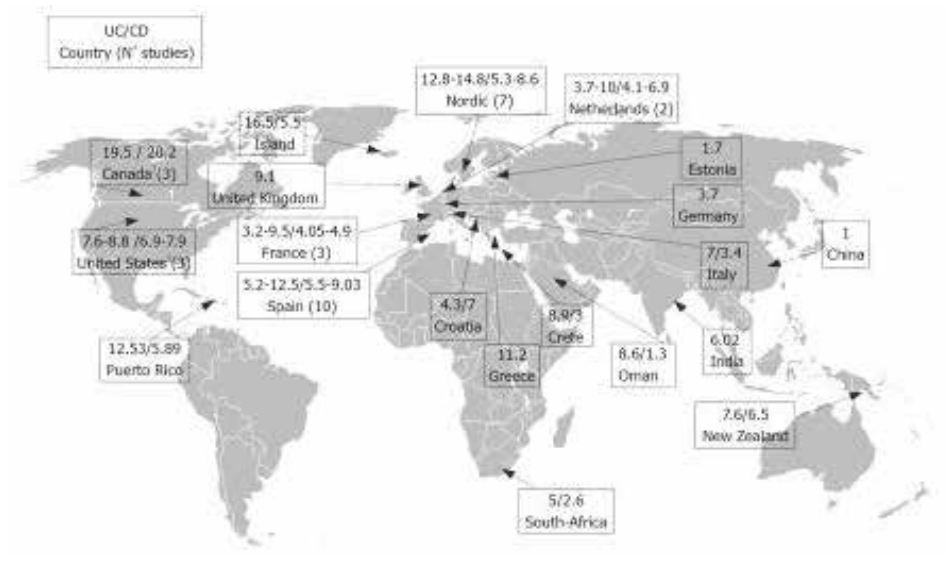 UC/CD
Country (N° studies)
12.8-14.8/5.3-8.6
Nordic (7)
3.7-10/4.1-6.9
Netherlands (2)
16.5/5.5
Island
19.5 / 20.2
Canada (3)
9.1
United Kingdom
1.7
Estonia
3.7
Germany
7.6-8.8 /6.9-7.9
United States (3)
3.2-9.5/4.05-4.9
France (3)
7/3.4
Italy
1
China
5.2-12.5/5.5-9.03
Spain (10)
4.3/7
Croatia
8.9/3
Crete
12.53/5.89
Puerto Rico
11.2
Greece
8.6/1.3
Oman
6.02
India
7.6/6.5
New Zealand
5/2.6
South-Africa